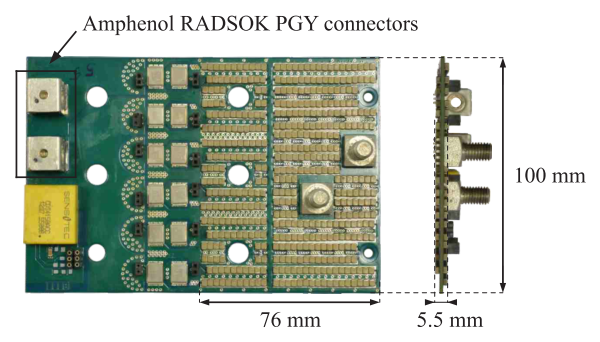 Amphenol RADSOK PGY connectors
100 mm
76 mm
5.5 mm